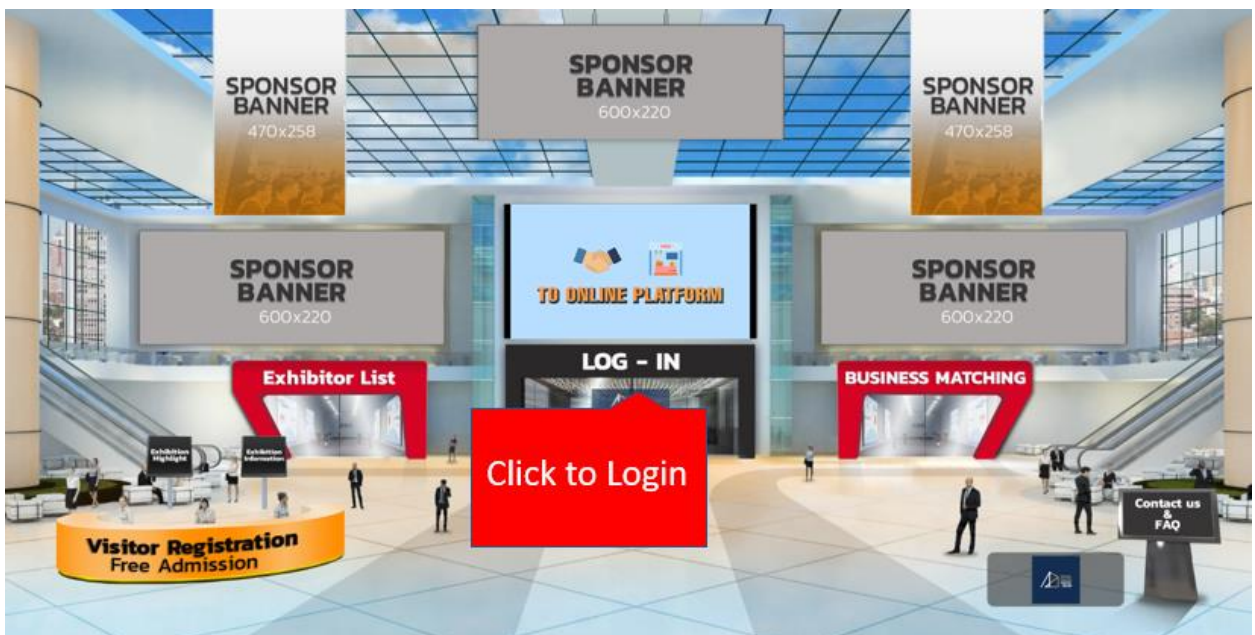 SPONSOR
BANNER
470x258
SPONSOR
BANNER
600x220
SPONSOR
BANNER
470x258
SPONSOR
BANNER
600x220
TO ONLINE PLATFORM
SPONSOR
BANNER
600x220
Exhibitor List
LOG - IN
BUSINESS MATCHING
Exhibition
Highlight
Exhibition
Information
Click to Login
Visitor Registration
Free Admission
Contact us
&
FAQ